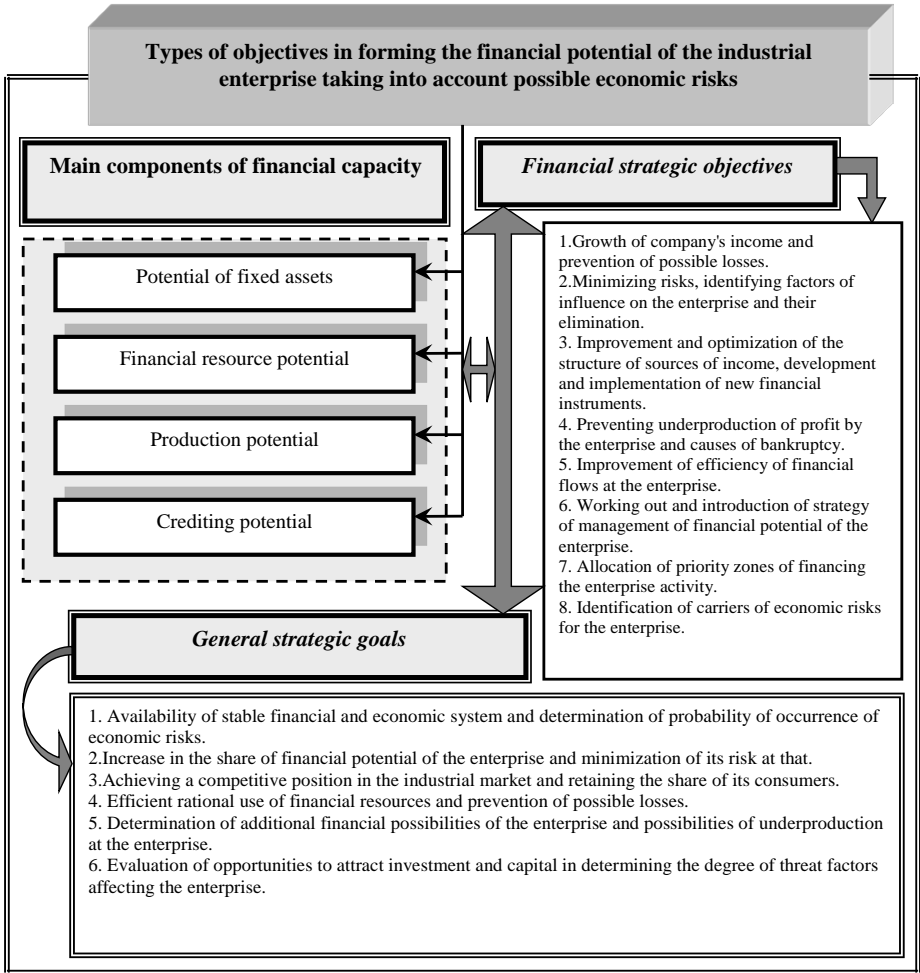 Types of objectives in forming the financial potential of the industrial
enterprise taking into account possible economic risks
Main components of financial capacity
Potential of fixed assets
Financial resource potential
Production potential
Crediting potential
Financial strategic objectives
1.Growth of company's income and
prevention of possible losses.
2.Minimizing risks, identifying factors of
influence on the enterprise and their
elimination.
3. Improvement and optimization of the
structure of sources of income, development
and implementation of new financial
instruments.
4. Preventing underproduction of profit by
the enterprise and causes of bankruptcy.
5. Improvement of efficiency of financial
flows at the enterprise.
6. Working out and introduction of strategy
of management of financial potential of the
enterprise.
7. Allocation of priority zones of financing
the enterprise activity.
8. Identification of carriers of economic risks
for the enterprise.
General strategic goals
1. Availability of stable financial and economic system and determination of probability of occurrence of
economic risks.
2.Increase in the share of financial potential of the enterprise and minimization of its risk at that.
3.Achieving a competitive position in the industrial market and retaining the share of its consumers.
4. Efficient rational use of financial resources and prevention of possible losses.
5. Determination of additional financial possibilities of the enterprise and possibilities of underproduction
at the enterprise.
6. Evaluation of opportunities to attract investment and capital in determining the degree of threat factors
affecting the enterprise.